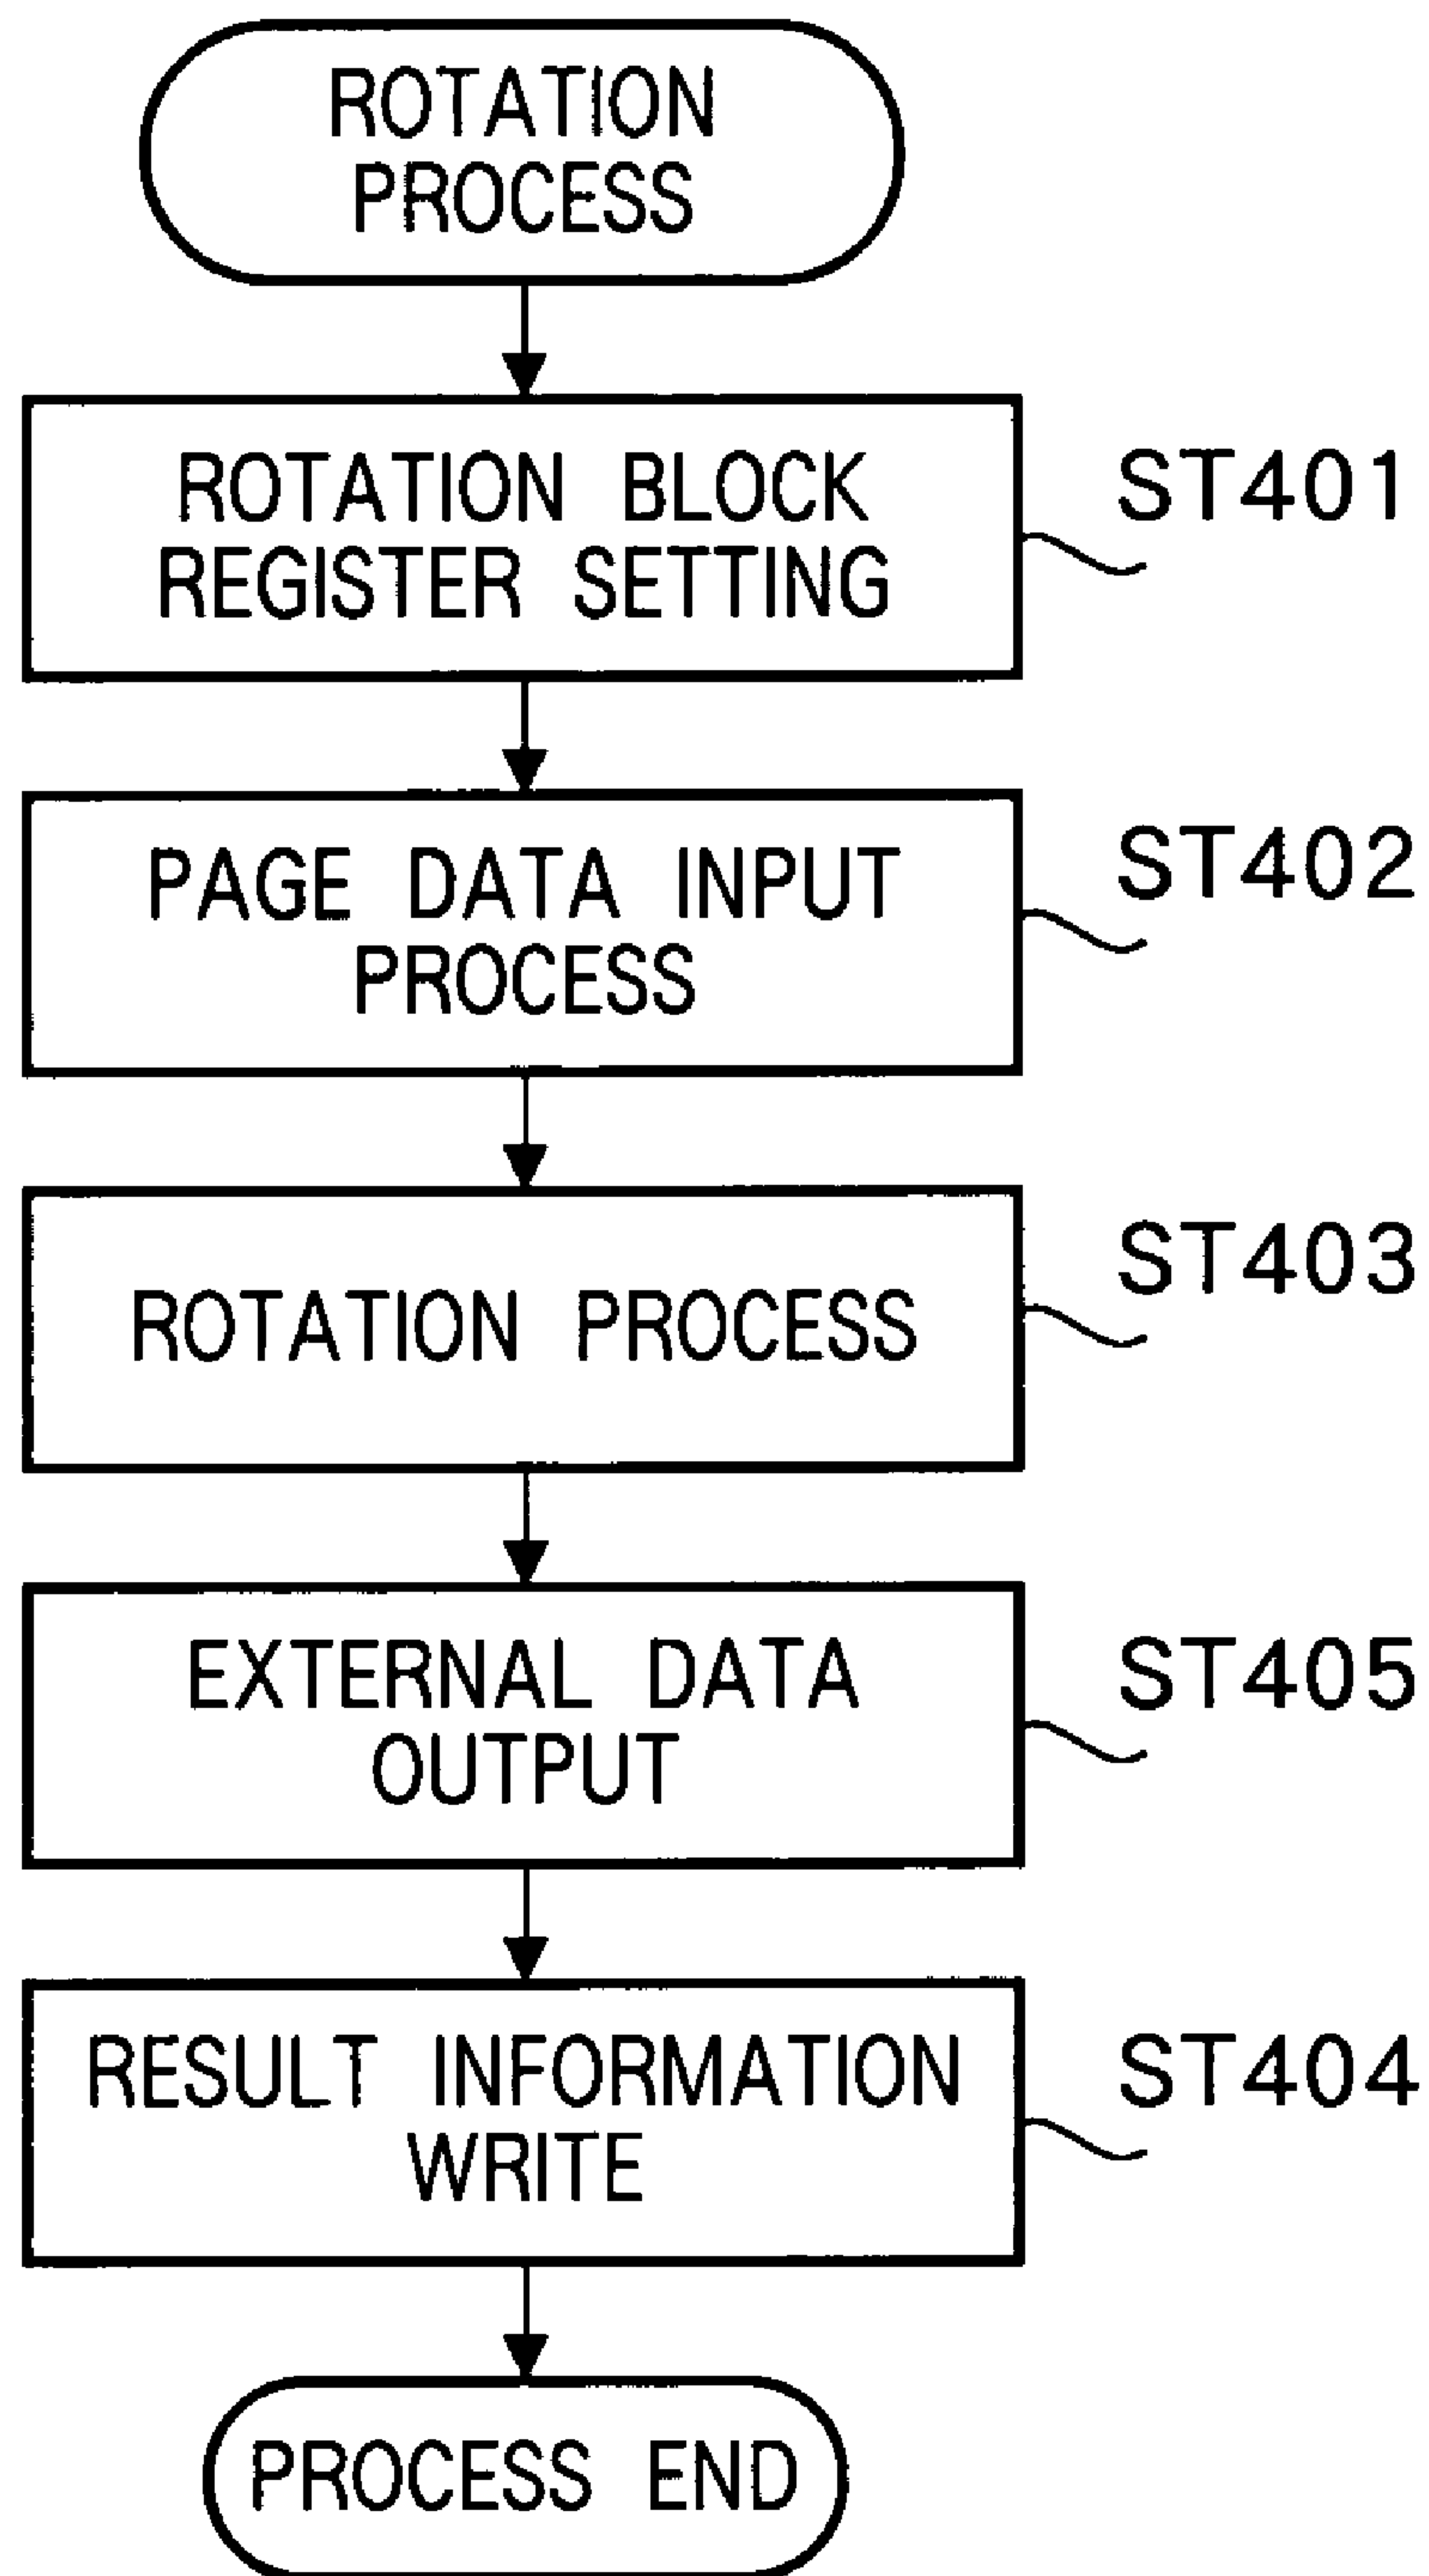 ROTATION
PROCESS
ROTATION BLOCK
REGISTER SETTING
ST401
PAGE DATA INPUT
PROCESS
ST402
ROTATION PROCESS
ST403
EXTERNAL DATA
OUTPUT
ST405
RESULT INFORMATION
WRITE
ST404
PROCESS END